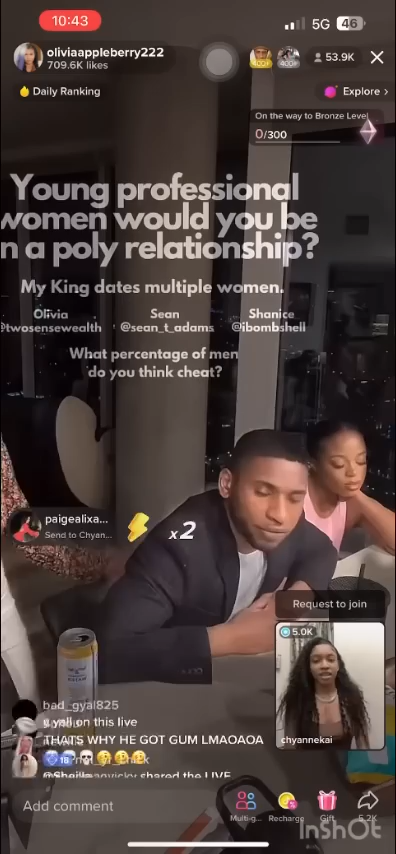 10:43
5G 46
oliviaappleberry222
709.6K likes
400+
400+
53.9K
Daily Ranking
Explore
On the way to Bronze Level
0/300
Young professional
women would you be
n a poly relationship?
My King dates multiple women.
Olivia Sean Shanice
@twosensewealth @sean_t_adams @ibombshell
What percentage of men
do you think cheat?
paigealixa...
Send to Chyan...
x2
Request to join
5.0K
chyannekai
bad_gyal825
y'all on this live
THATS WHY HE GOT GUM LMAOAOA
18
shared the LIVE
Add comment
Multi-g...
Recharge
Gift
5.2K
InShOt